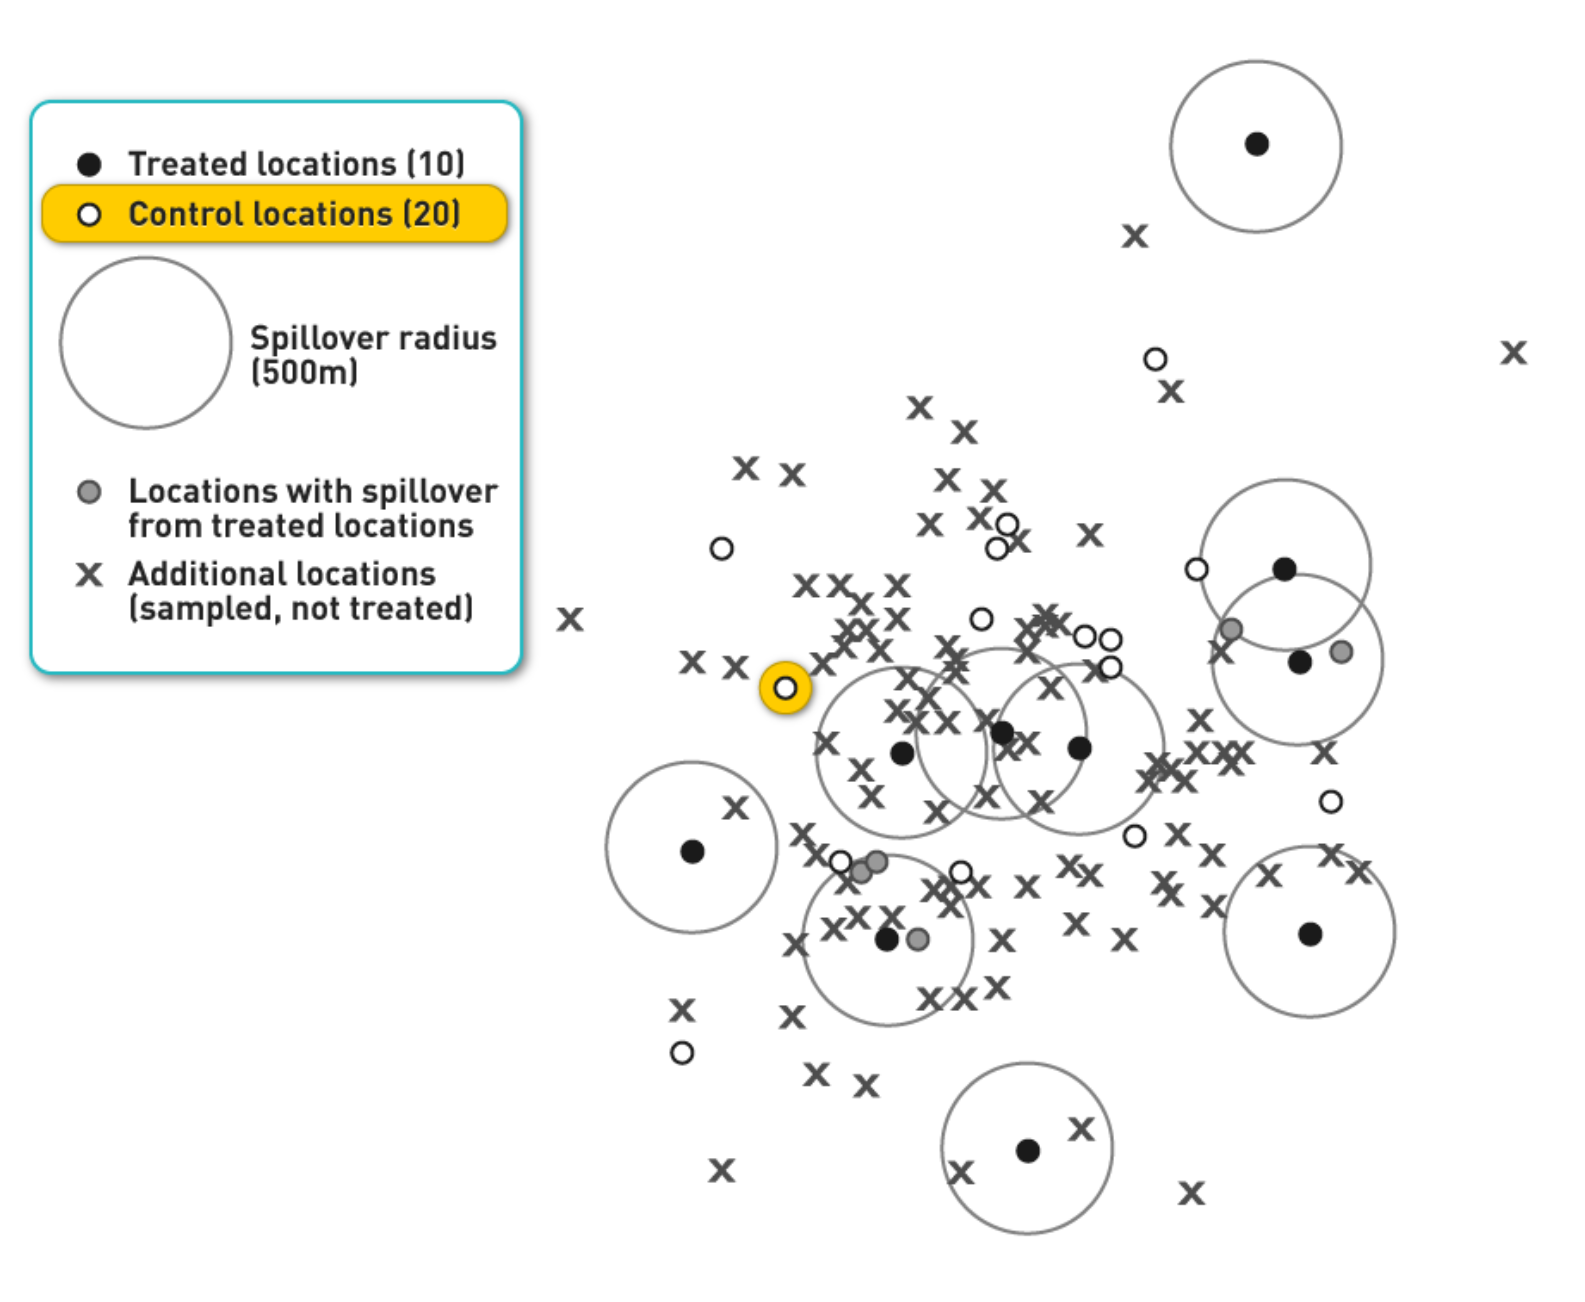 Treated locations (10)
Control locations (20)
Spillover radius
(500m)
Locations with spillover
from treated locations
Additional locations
(sampled, not treated)